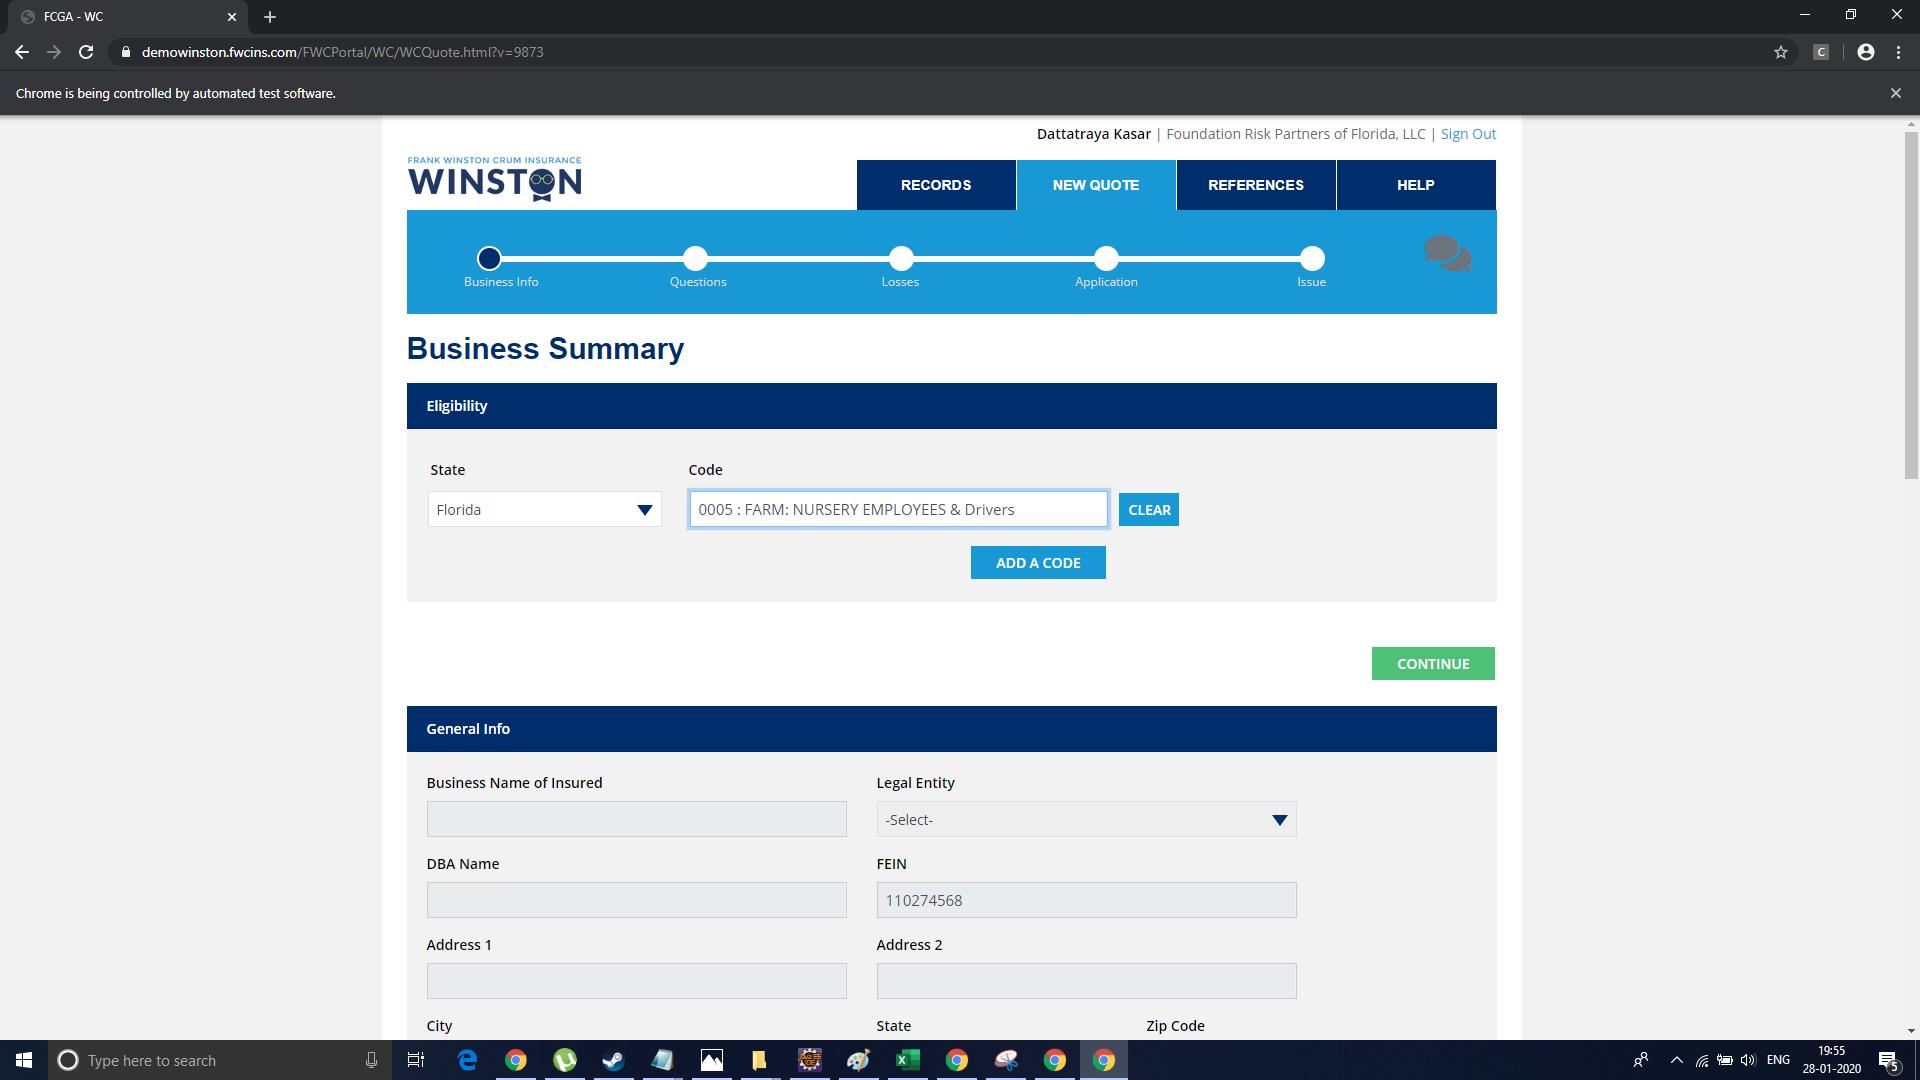 FCGA - WC
demowinston.fwcins.com/FWCPortal/WC/WCQuote.html?v=9873
C
Chrome is being controlled by automated test software.
Dattatraya Kasar | Foundation Risk Partners of Florida, LLC | Sign Out
FRANK WINSTON CRUM INSURANCE
WINSTON
RECORDS
NEW QUOTE
REFERENCES
HELP
Business Info
Questions
Losses
Application
Issue
Business Summary
Eligibility
State
Code
Florida
0005 : FARM: NURSERY EMPLOYEES & Drivers
CLEAR
ADD A CODE
CONTINUE
General Info
Business Name of Insured
Legal Entity
-Select-
DBA Name
FEIN
110274568
Address 1
Address 2
City
State
Zip Code
Type here to search
ENG
19:55
28-01-2020
5